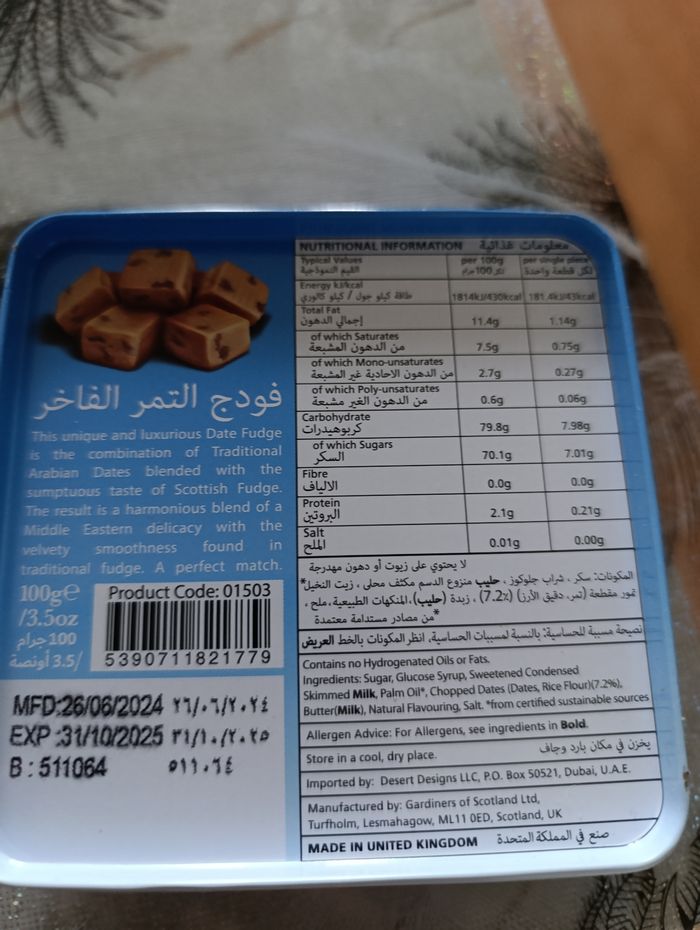 فودج التمر الفاخر
This unique and luxurious Date Fudge
is the combination of Traditional
Arabian Dates blended with the
sumptuous taste of Scottish Fudge.
The result is a harmonious blend of a
Middle Eastern delicacy with the
velvety smoothness found in
traditional fudge. A perfect match.
100g℮
/3.5oz
100 جرام
/3.5 أونصة
Product Code: 01503
5390711821779
MFD:26/06/2024 ٢٦/٠٦/٢٠٢٤
EXP :31/10/2025 ٣١/١٠/٢٠٢٥
B : 511064 ٥١١٠٦٤
NUTRITIONAL INFORMATION معلومات غذائية
Typical Values per 100g per single piece
القيم النموذجية لكل 100 جرام لكل قطعة واحدة
Energy kJ/kcal
طاقة كيلو جول / كيلو كالوري 1814kJ/430kcal 181.4kJ/43kcal
Total Fat
إجمالي الدهون 11.4g 1.14g
of which Saturates
من الدهون المشبعة 7.5g 0.75g
of which Mono-unsaturates
من الدهون الاحادية غير المشبعة 2.7g 0.27g
of which Poly-unsaturates
من الدهون الغير مشبعة 0.6g 0.06g
Carbohydrate
كربوهيدرات 79.8g 7.98g
of which Sugars
السكر 70.1g 7.01g
Fibre
الالياف 0.0g 0.0g
Protein
البروتين 2.1g 0.21g
Salt
الملح 0.01g 0.00g
لا يحتوي على زيوت أو دهون مهدرجة
المكونات: سكر ، شراب جلوكوز ، حليب منزوع الدسم مكثف محلى ، زيت النخيل*
، تمور مقطعة (تمر، دقيق الأرز) (7.2٪) ، زبدة (حليب)، المنكهات الطبيعية، ملح ،
*من مصادر مستدامة معتمدة
نصيحة مسببة للحساسية: بالنسبة لمسببات الحساسية، انظر المكونات بالخط العريض
Contains no Hydrogenated Oils or Fats.
Ingredients: Sugar, Glucose Syrup, Sweetened Condensed
Skimmed Milk, Palm Oil*, Chopped Dates (Dates, Rice Flour)(7.2%),
Butter(Milk), Natural Flavouring, Salt. *from certified sustainable sources
Allergen Advice: For Allergens, see ingredients in Bold.
Store in a cool, dry place. يخزن في مكان بارد وجاف
Imported by: Desert Designs LLC, P.O. Box 50521, Dubai, U.A.E.
Manufactured by: Gardiners of Scotland Ltd,
Turfholm, Lesmahagow, ML11 0ED, Scotland, UK
MADE IN UNITED KINGDOM صنع في المملكة المتحدة